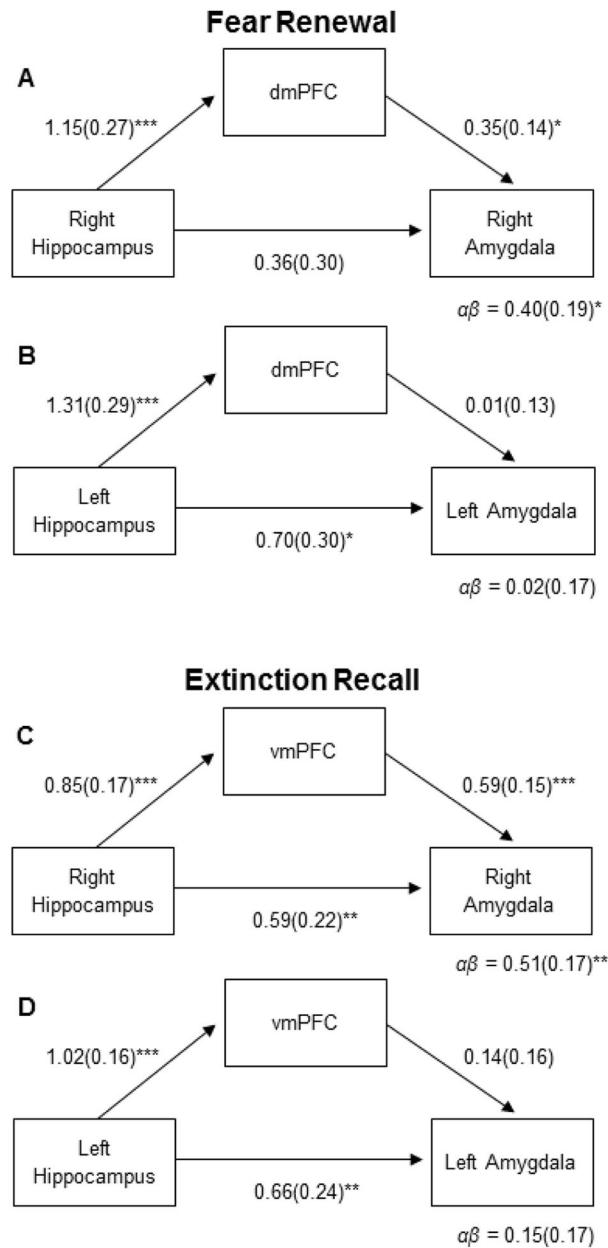 Fear Renewal
A
dmPFC
1.15(0.27)***
0.35(0.14)*
Right
Hippocampus
Right
Amygdala
0.36(0.30)
αβ = 0.40(0.19)*
B
dmPFC
1.31(0.29)***
0.01(0.13)
Left
Hippocampus
Left Amygdala
0.70(0.30)*
αβ = 0.02(0.17)
Extinction Recall
C
vmPFC
0.85(0.17)***
0.59(0.15)***
Right
Hippocampus
Right
Amygdala
0.59(0.22)**
αβ = 0.51(0.17)**
D
vmPFC
1.02(0.16)***
0.14(0.16)
Left
Hippocampus
Left Amygdala
0.66(0.24)**
αβ = 0.15(0.17)